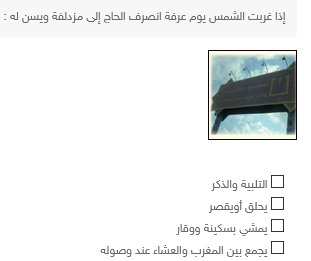 إذا غربت الشمس يوم عرفة انصرف الحاج إلى مزدلفة ويسن له :
التلبية والذكر
يحلق أويقصر
يمشي بسكينة ووقار
يجمع بين المغرب والعشاء عند وصوله